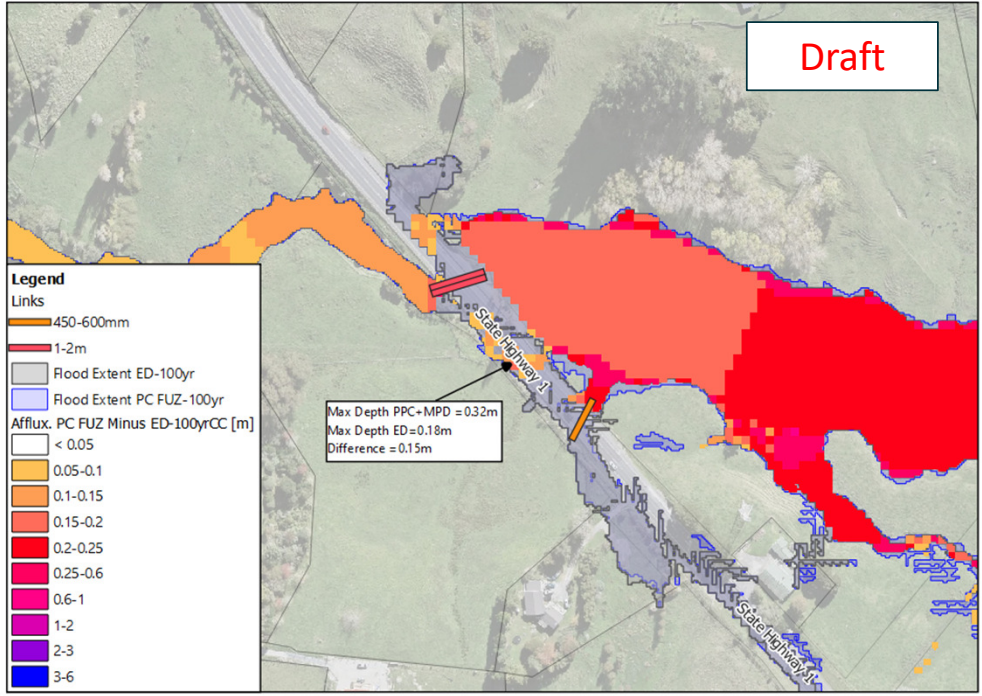 Draft
State Highway 1
Max Depth PPC+MPD = 0.32m
Max Depth ED=0.18m
Difference = 0.15m
State Highway 1
Legend
Links
450-600mm
1-2m
Flood Extent ED-100yr
Flood Extent PC FUZ-100yr
Afflux. PC FUZ Minus ED-100yrCC [m]
< 0.05
0.05-0.1
0.1-0.15
0.15-0.2
0.2-0.25
0.25-0.6
0.6-1
1-2
2-3
3-6